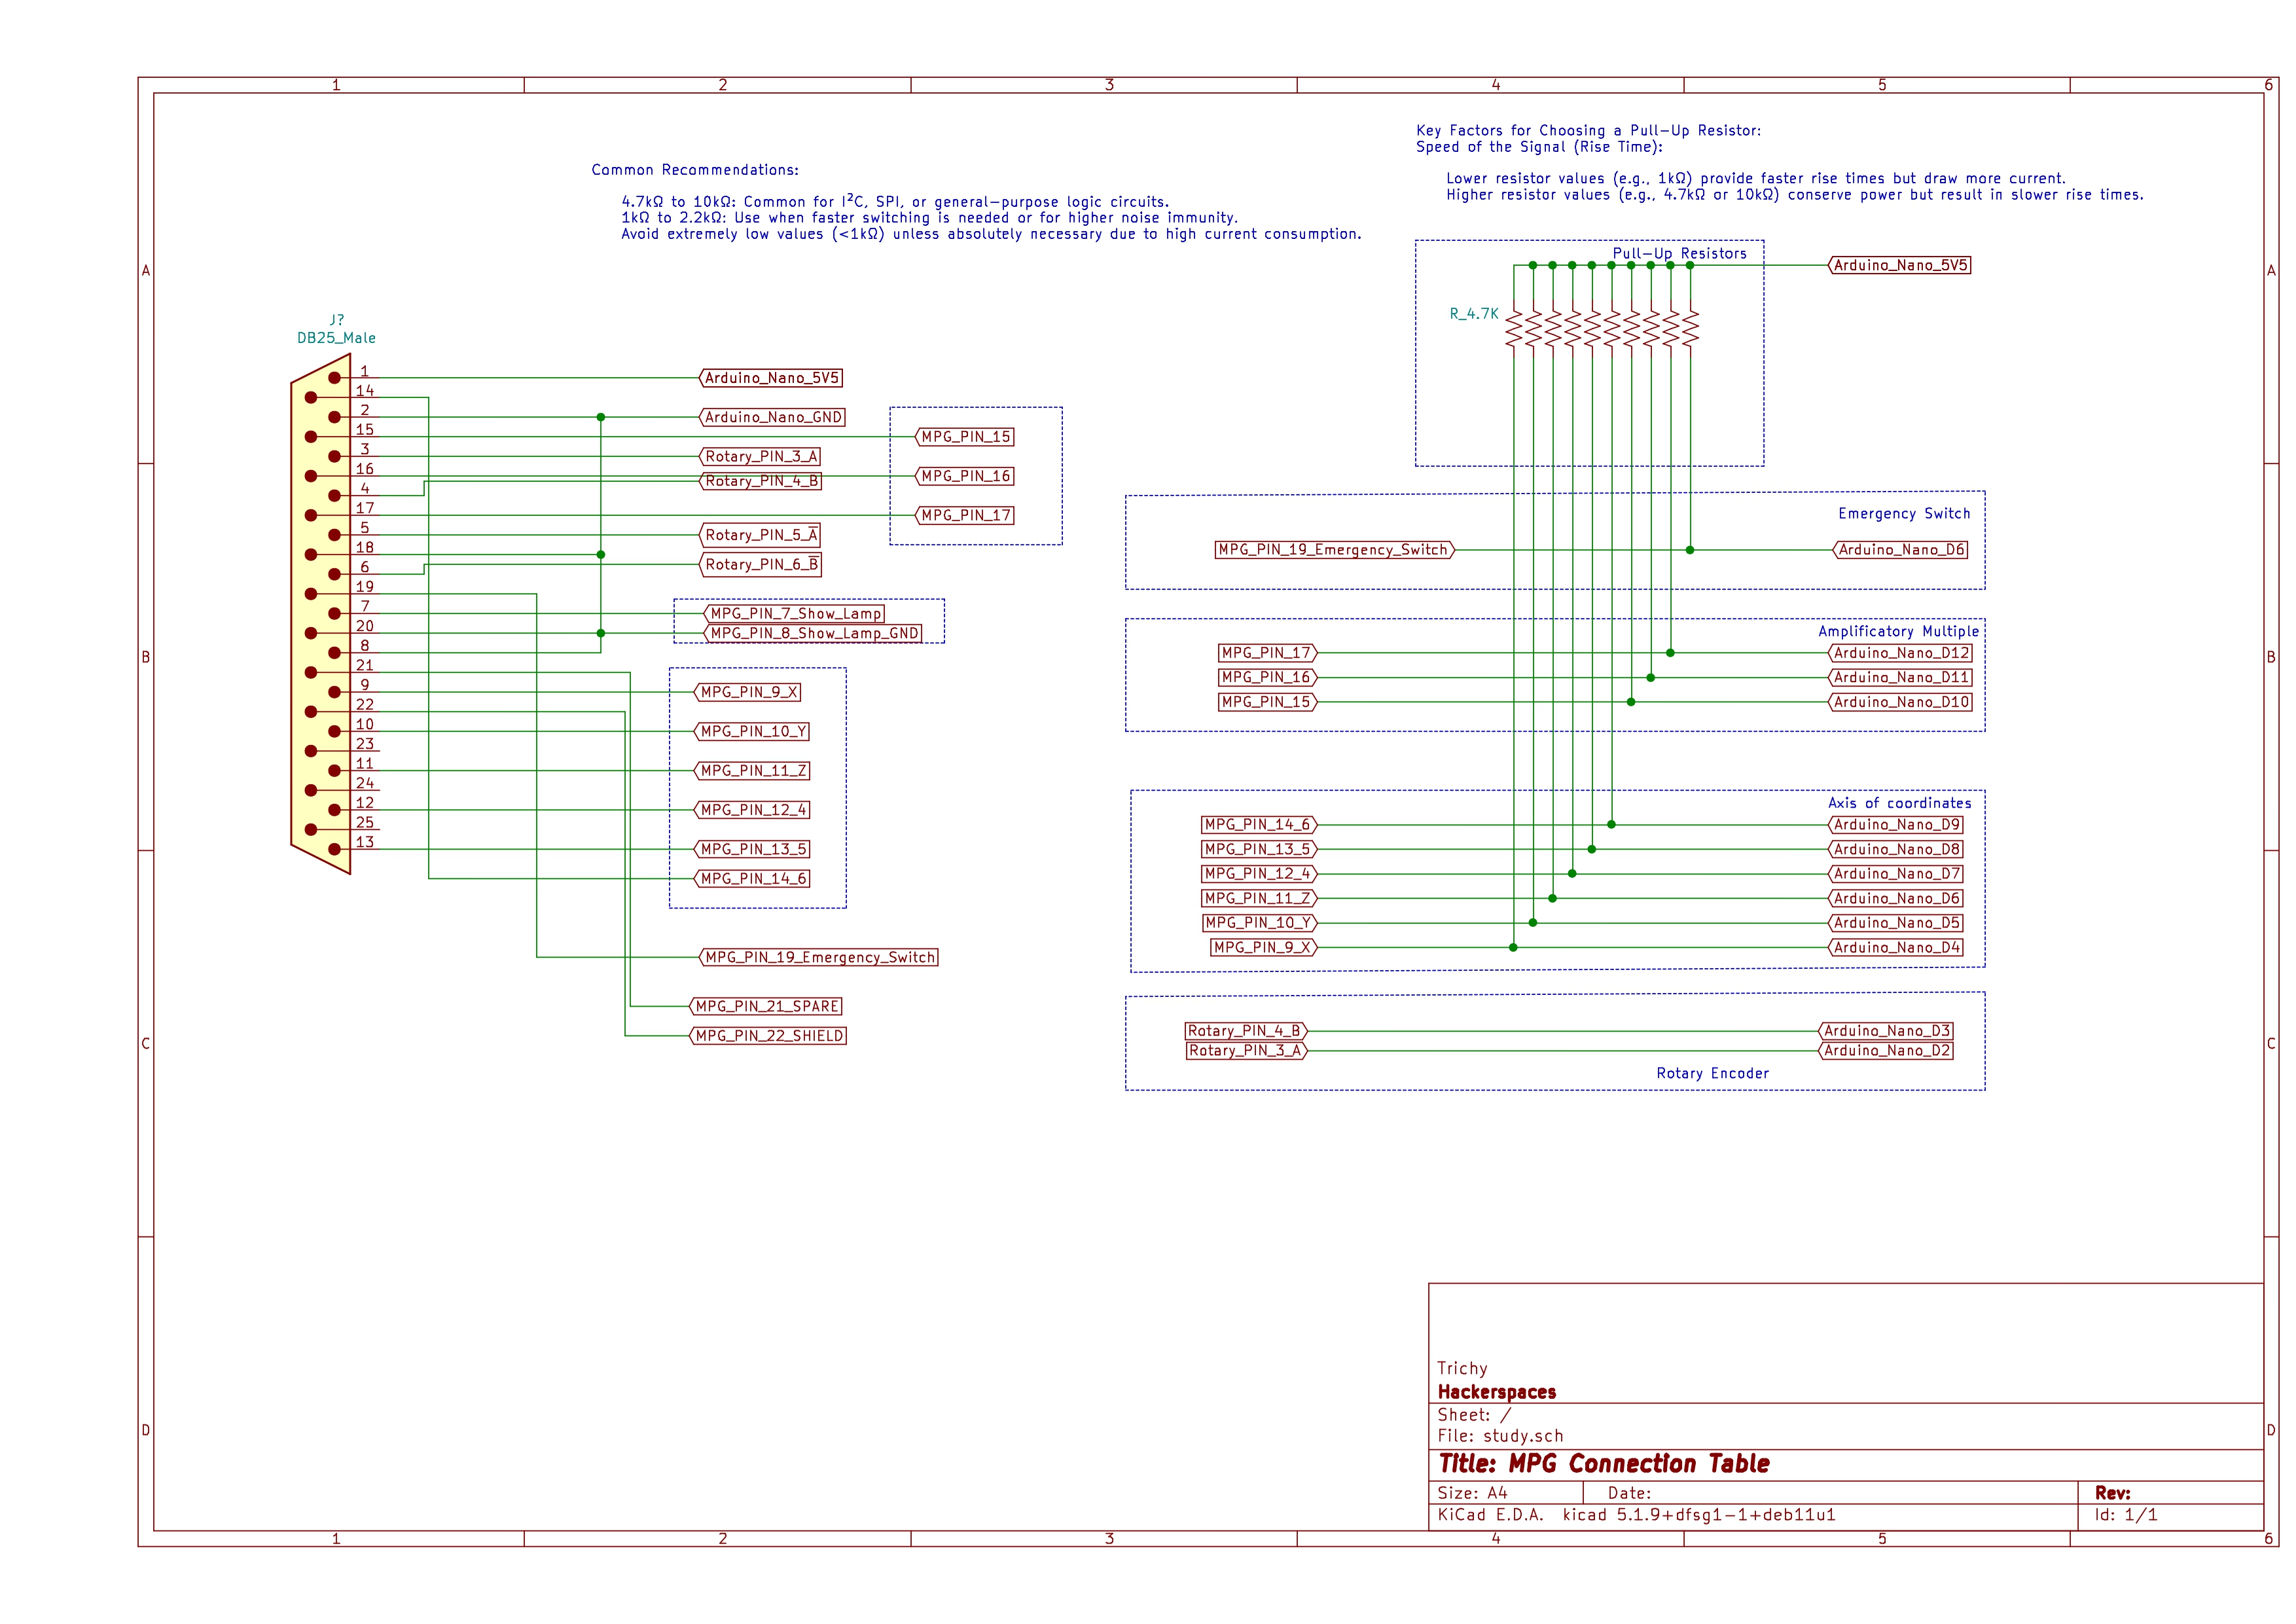 1 2 3 4 5 6
Key Factors for Choosing a Pull-Up Resistor:
Speed of the Signal (Rise Time):
Lower resistor values (e.g., 1kΩ) provide faster rise times but draw more current.
Higher resistor values (e.g., 4.7kΩ or 10kΩ) conserve power but result in slower rise times.
Common Recommendations:
4.7kΩ to 10kΩ: Common for I²C, SPI, or general-purpose logic circuits.
1kΩ to 2.2kΩ: Use when faster switching is needed or for higher noise immunity.
Avoid extremely low values (<1kΩ) unless absolutely necessary due to high current consumption.
A
A
B
B
C
C
D
D
J?
DB25_Male
1
14
2
15
3
16
4
17
5
18
6
19
7
20
8
21
9
22
10
23
11
24
12
25
13
Arduino_Nano_5V5
Arduino_Nano_GND
MPG_PIN_15
Rotary_PIN_3_A
MPG_PIN_16
Rotary_PIN_4_B
MPG_PIN_17
Rotary_PIN_5_A̅
Rotary_PIN_6_B̅
MPG_PIN_7_Show_Lamp
MPG_PIN_8_Show_Lamp_GND
MPG_PIN_9_X
MPG_PIN_10_Y
MPG_PIN_11_Z
MPG_PIN_12_4
MPG_PIN_13_5
MPG_PIN_14_6
MPG_PIN_19_Emergency_Switch
MPG_PIN_21_SPARE
MPG_PIN_22_SHIELD
Pull-Up Resistors
Arduino_Nano_5V5
R_4.7K
Emergency Switch
MPG_PIN_19_Emergency_Switch Arduino_Nano_D6
Amplificatory Multiple
MPG_PIN_17 Arduino_Nano_D12
MPG_PIN_16 Arduino_Nano_D11
MPG_PIN_15 Arduino_Nano_D10
Axis of coordinates
MPG_PIN_14_6 Arduino_Nano_D9
MPG_PIN_13_5 Arduino_Nano_D8
MPG_PIN_12_4 Arduino_Nano_D7
MPG_PIN_11_Z Arduino_Nano_D6
MPG_PIN_10_Y Arduino_Nano_D5
MPG_PIN_9_X Arduino_Nano_D4
Rotary_PIN_4_B Arduino_Nano_D3
Rotary_PIN_3_A Arduino_Nano_D2
Rotary Encoder
Trichy
Hackerspaces
Sheet: /
File: study.sch
Title: MPG Connection Table
Size: A4 Date: Rev:
KiCad E.D.A. kicad 5.1.9+dfsg1-1+deb11u1 Id: 1/1
1 2 3 4 5 6